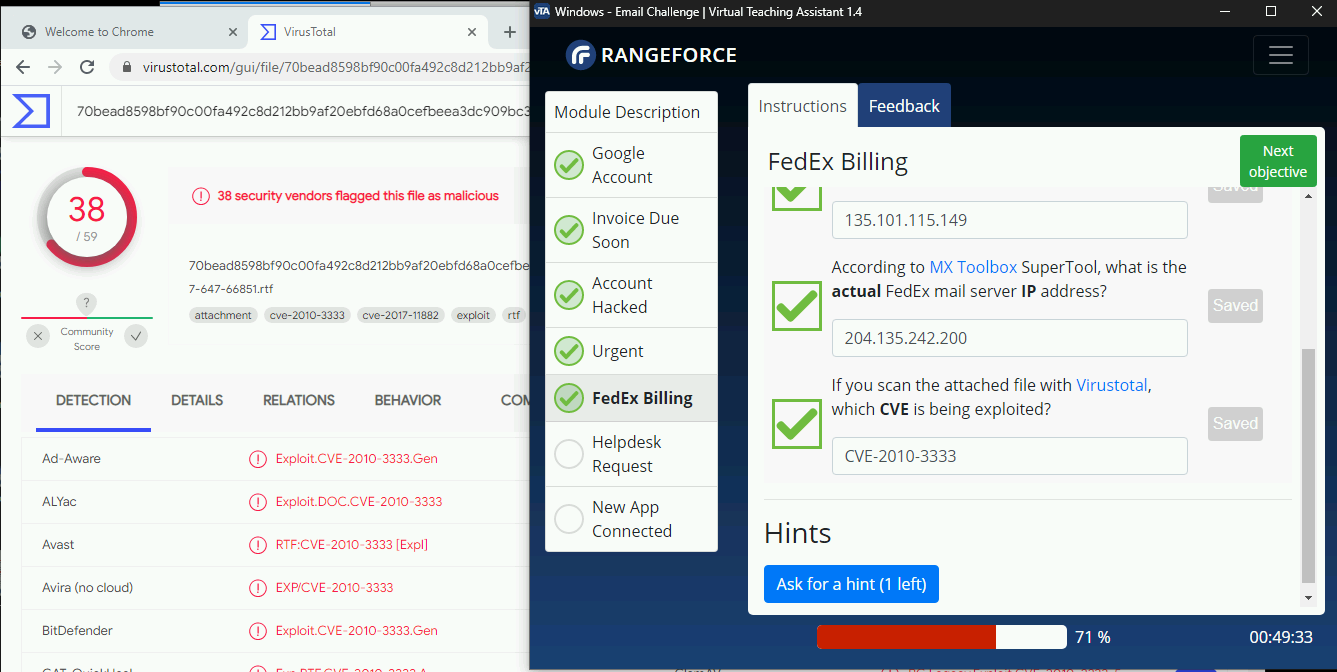 Welcome to Chrome
VirusTotal
virustotal.com/gui/file/70bead8598bf90c00fa492c8d212bb9af2
70bead8598bf90c00fa492c8d212bb9af20ebfd68a0cefbeea3dc909bc3
38
/ 59
?
Community
Score
38 security vendors flagged this file as malicious
70bead8598bf90c00fa492c8d212bb9af20ebfd68a0cefbe
7-647-66851.rtf
attachment cve-2010-3333 cve-2017-11882 exploit rtf
DETECTION DETAILS RELATIONS BEHAVIOR COM
Ad-Aware Exploit.CVE-2010-3333.Gen
ALYac Exploit.DOC.CVE-2010-3333
Avast RTF:CVE-2010-3333 [Expl]
Avira (no cloud) EXP/CVE-2010-3333
BitDefender Exploit.CVE-2010-3333.Gen
vTA Windows - Email Challenge | Virtual Teaching Assistant 1.4
RANGEFORCE
Module Description
Google
Account
Invoice Due
Soon
Account
Hacked
Urgent
FedEx Billing
Helpdesk
Request
New App
Connected
Instructions Feedback
FedEx Billing
Next
objective
Saved
135.101.115.149
According to MX Toolbox SuperTool, what is the
actual FedEx mail server IP address?
Saved
204.135.242.200
If you scan the attached file with Virustotal,
which CVE is being exploited?
Saved
CVE-2010-3333
Hints
Ask for a hint (1 left)
71 %
00:49:33